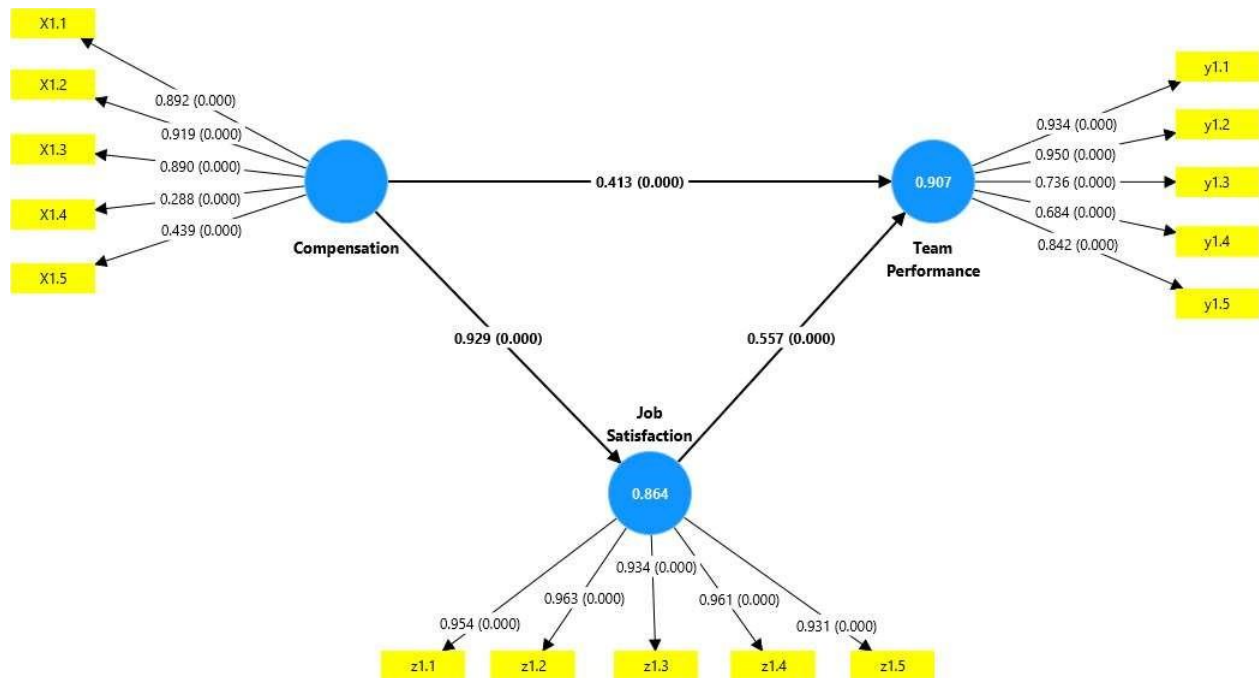 X1.1
X1.2
X1.3
X1.4
X1.5
0.892 (0.000)
0.919 (0.000)
0.890 (0.000)
0.288 (0.000)
0.439 (0.000)
Compensation
0.413 (0.000)
0.929 (0.000)
0.557 (0.000)
0.907
Team
Performance
0.934 (0.000)
0.950 (0.000)
0.736 (0.000)
0.684 (0.000)
0.842 (0.000)
y1.1
y1.2
y1.3
y1.4
y1.5
Job
Satisfaction
0.864
0.954 (0.000)
0.963 (0.000)
0.934 (0.000)
0.961 (0.000)
0.931 (0.000)
z1.1
z1.2
z1.3
z1.4
z1.5